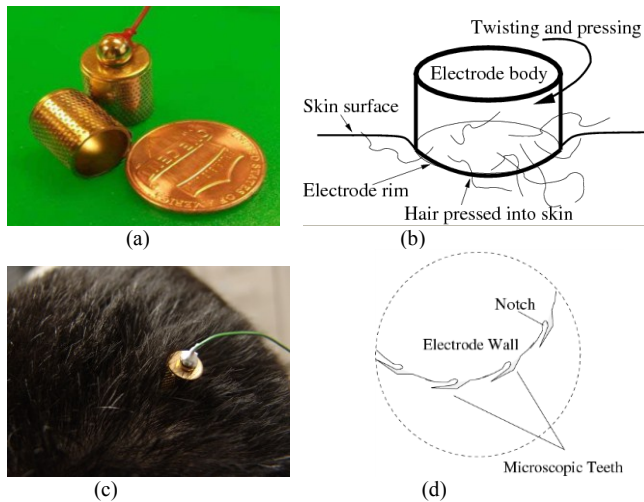 Twisting and pressing
Electrode body
Skin surface
Electrode rim
Hair pressed into skin
(a)
(b)
Notch
Electrode Wall
Microscopic Teeth
(c)
(d)